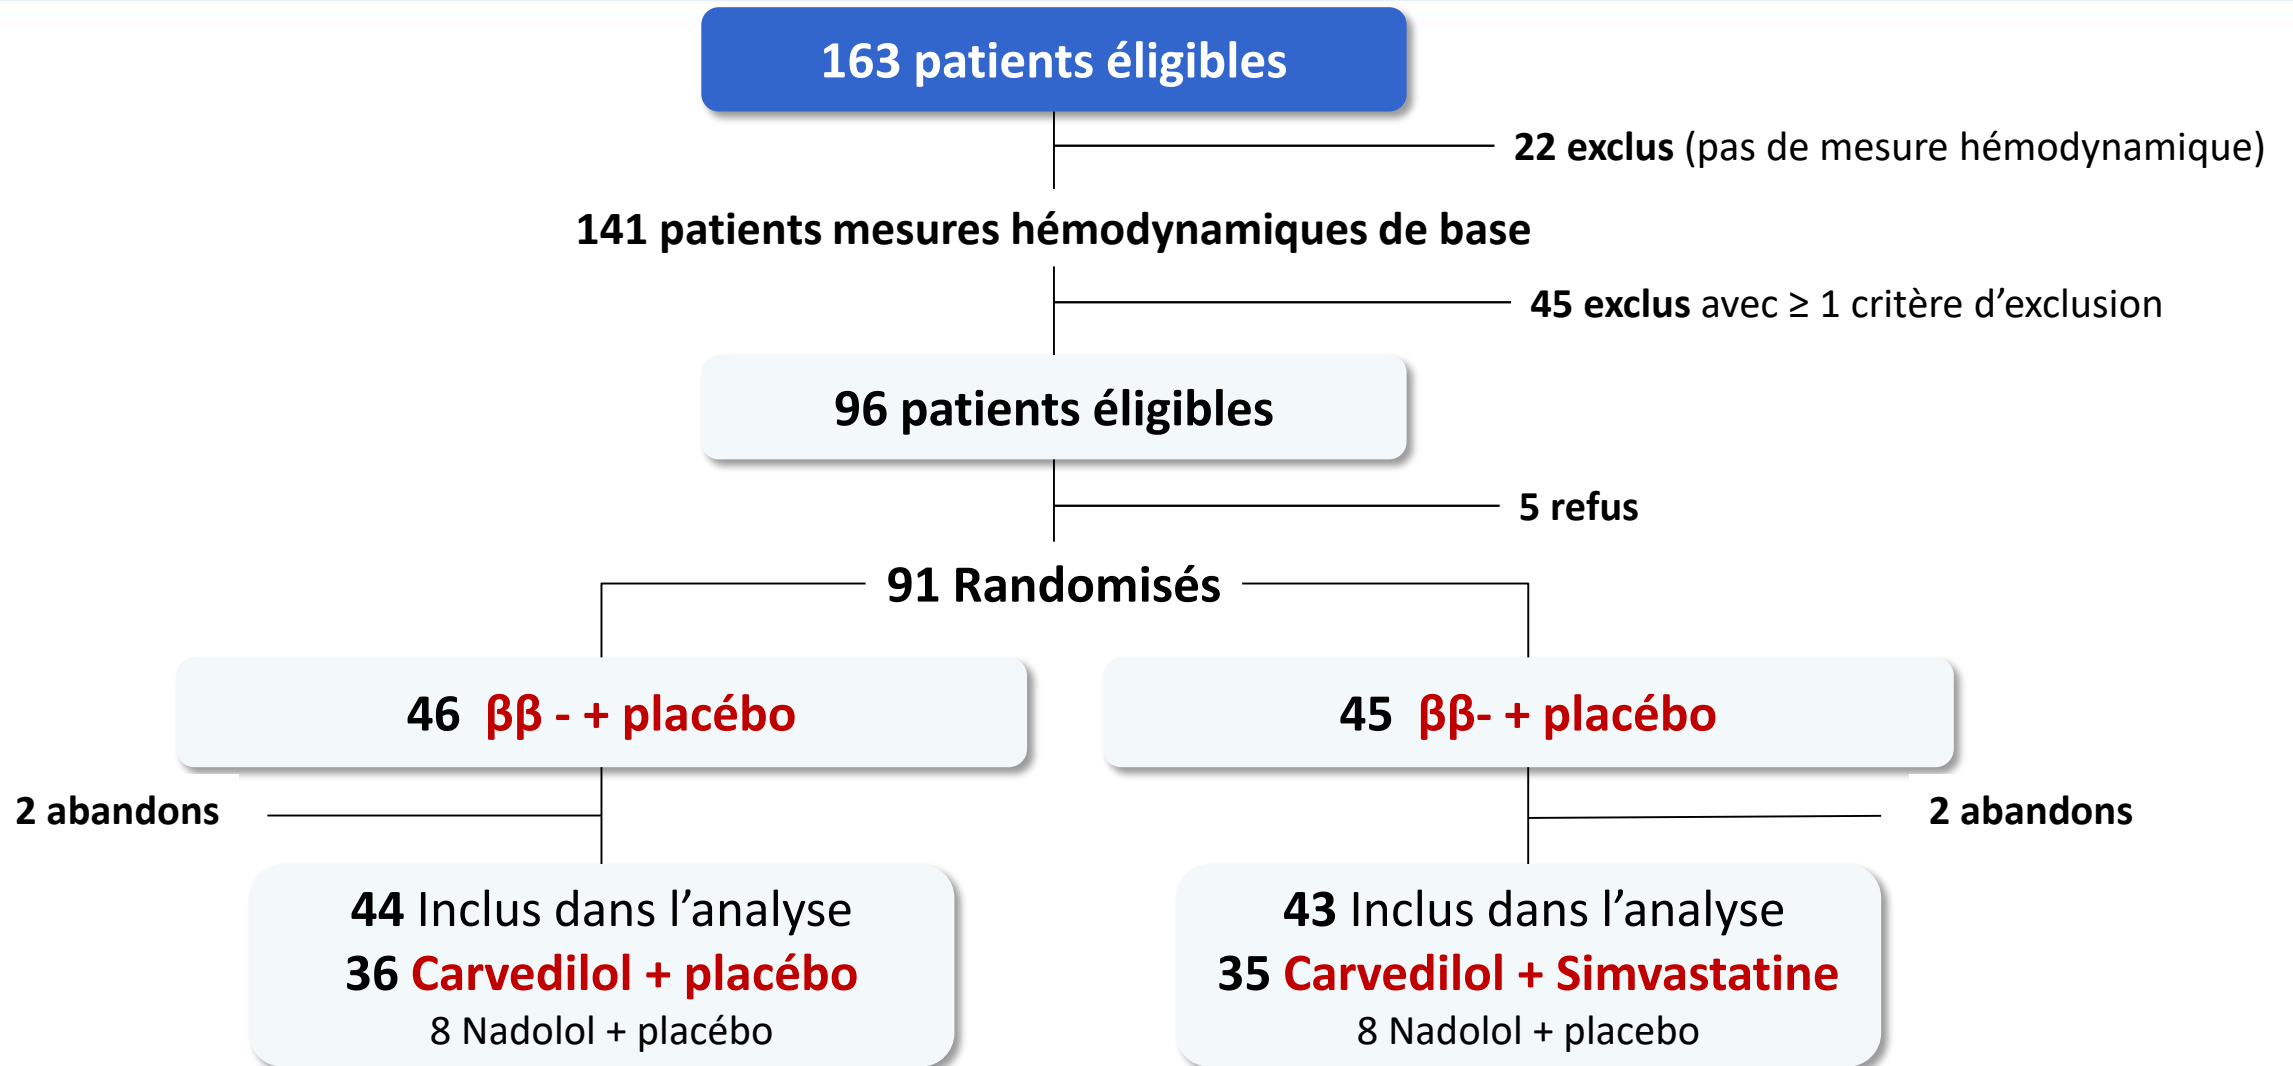 163 patients éligibles
22 exclus (pas de mesure hémodynamique)
141 patients mesures hémodynamiques de base
45 exclus avec ≥ 1 critère d’exclusion
96 patients éligibles
5 refus
91 Randomisés
46 ββ - + placébo
45 ββ- + placébo
2 abandons
2 abandons
44 Inclus dans l’analyse
36 Carvedilol + placébo
8 Nadolol + placébo
43 Inclus dans l’analyse
35 Carvedilol + Simvastatine
8 Nadolol + placebo